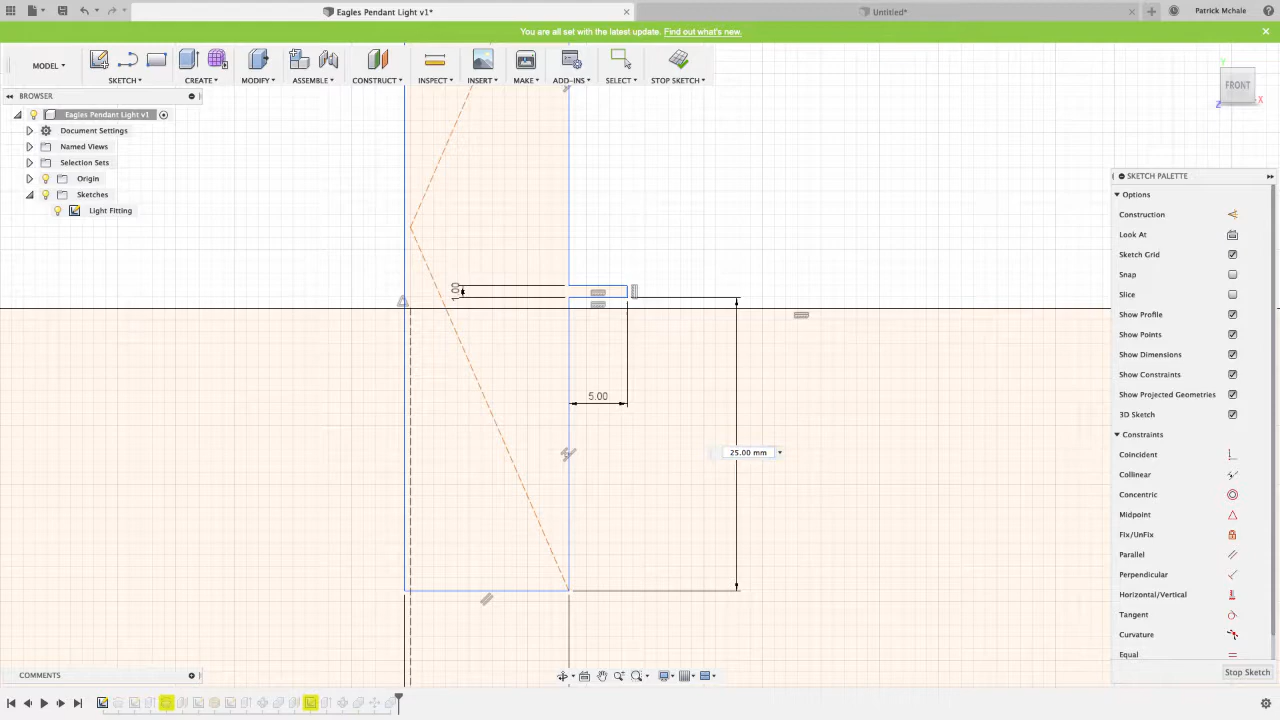 Eagles Pendant Light v1*
Untitled*
Patrick Mchale
You are all set with the latest update. Find out what's new.
MODEL
SKETCH
CREATE
MODIFY
ASSEMBLE
CONSTRUCT
INSPECT
INSERT
MAKE
ADD-INS
SELECT
STOP SKETCH
Y
FRONT
X
Z
BROWSER
Eagles Pendant Light v1
Document Settings
Named Views
Selection Sets
Origin
Sketches
Light Fitting
1.00
5.00
25.00 mm
SKETCH PALETTE
Options
Construction
Look At
Sketch Grid
Snap
Slice
Show Profile
Show Points
Show Dimensions
Show Constraints
Show Projected Geometries
3D Sketch
Constraints
Coincident
Collinear
Concentric
Midpoint
Fix/UnFix
Parallel
Perpendicular
Horizontal/Vertical
Tangent
Curvature
Equal
Stop Sketch
COMMENTS